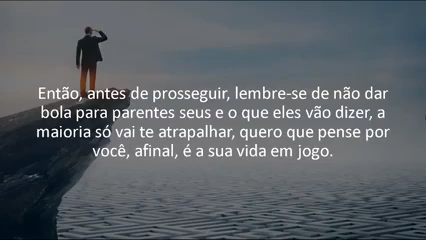 Então, antes de prosseguir, lembre-se de não dar
bola para parentes seus e o que eles vão dizer, a
maioria só vai te atrapalhar, quero que pense por
você, afinal, é a sua vida em jogo.